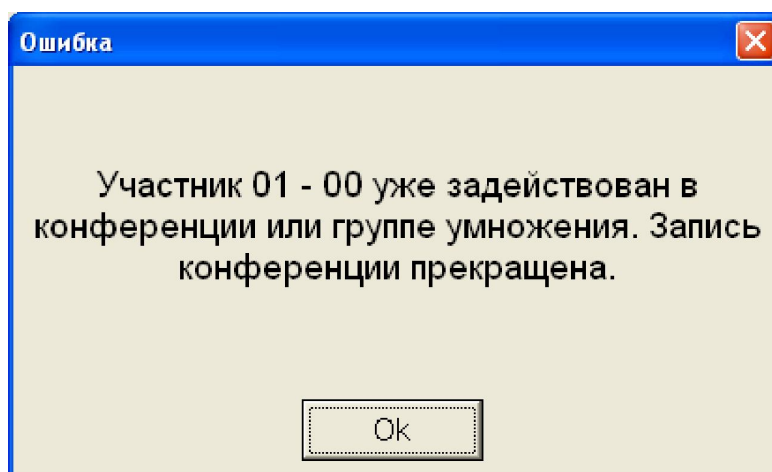 Ошибка
Участник 01 - 00 уже задействован в
конференции или группе умножения. Запись
конференции прекращена.
Ok